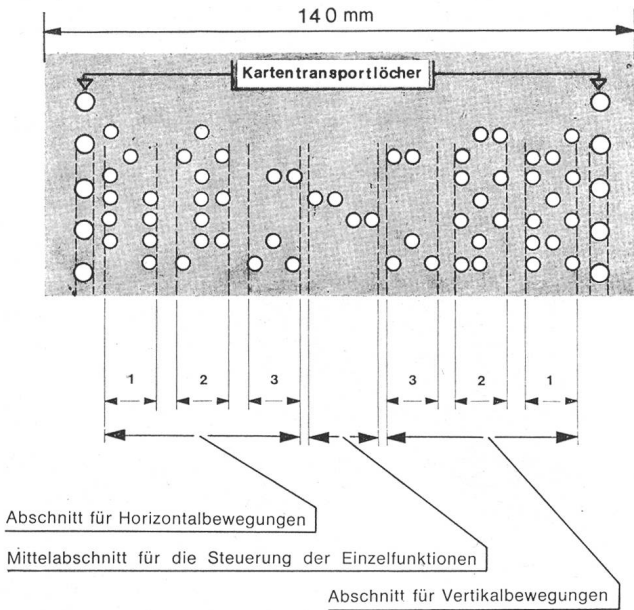 140 mm
Kartentransportlöcher
1 2 3 3 2 1
Abschnitt für Horizontalbewegungen
Mittelabschnitt für die Steuerung der Einzelfunktionen
Abschnitt für Vertikalbewegungen